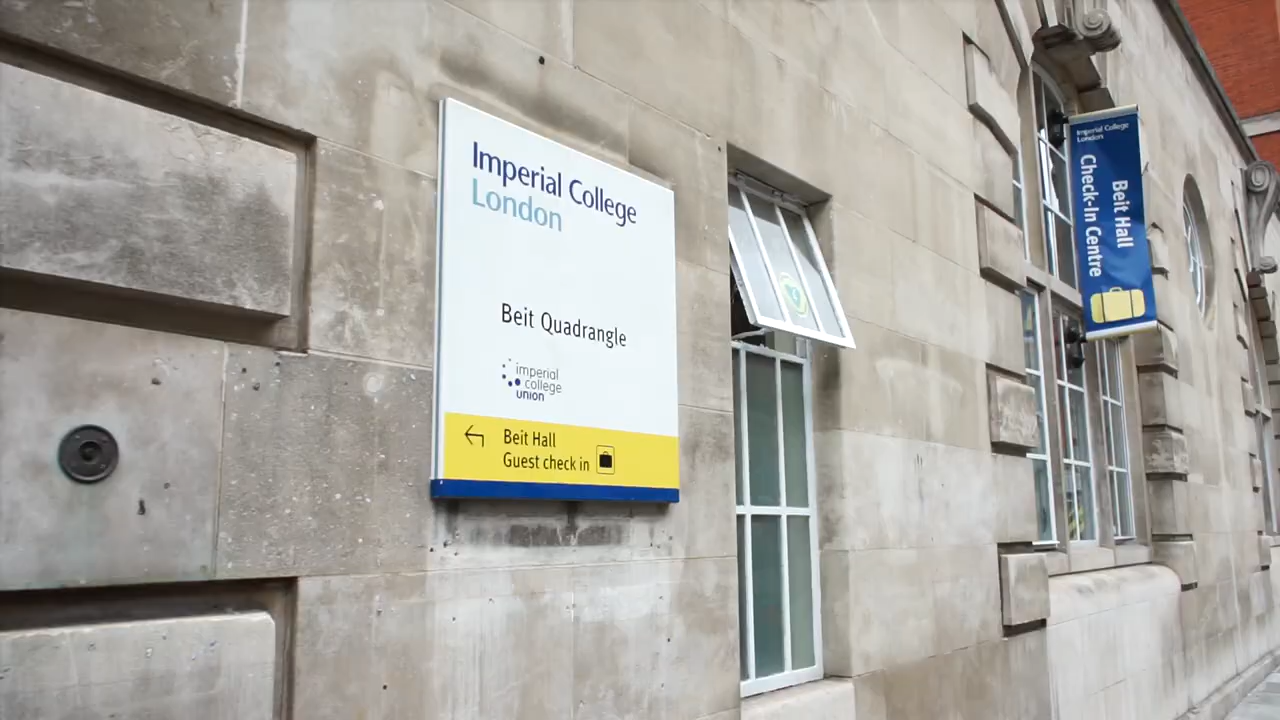 Imperial College
London
Beit Quadrangle
imperial
college
union
Beit Hall
Guest check in
Imperial College
London
Beit Hall
Check-In Centre